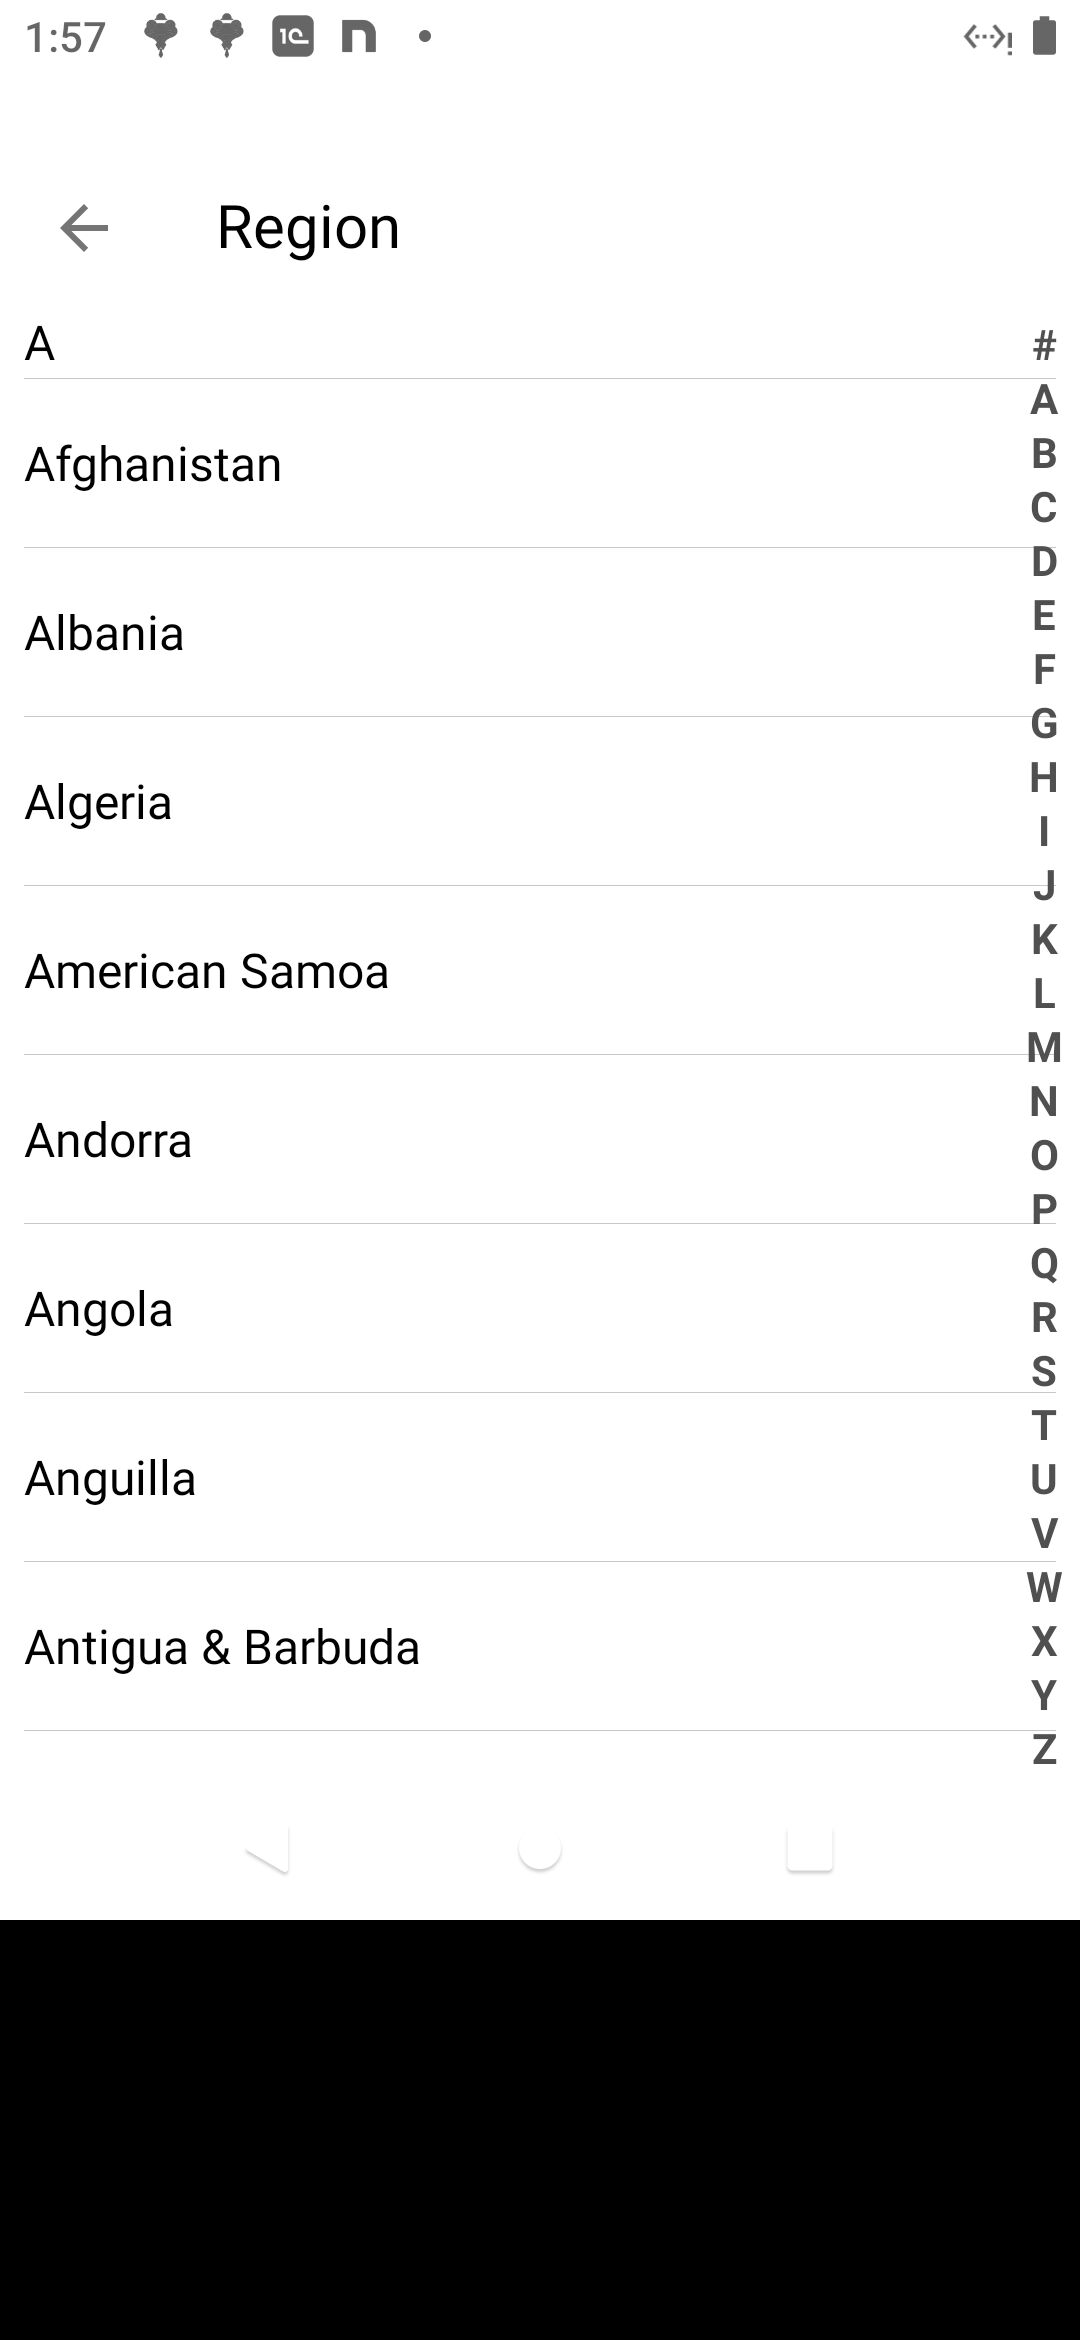 1:57
Region
A
Afghanistan
Albania
Algeria
American Samoa
Andorra
Angola
Anguilla
Antigua & Barbuda
#
A
B
C
D
E
F
G
H
I
J
K
L
M
N
O
P
Q
R
S
T
U
V
W
X
Y
Z